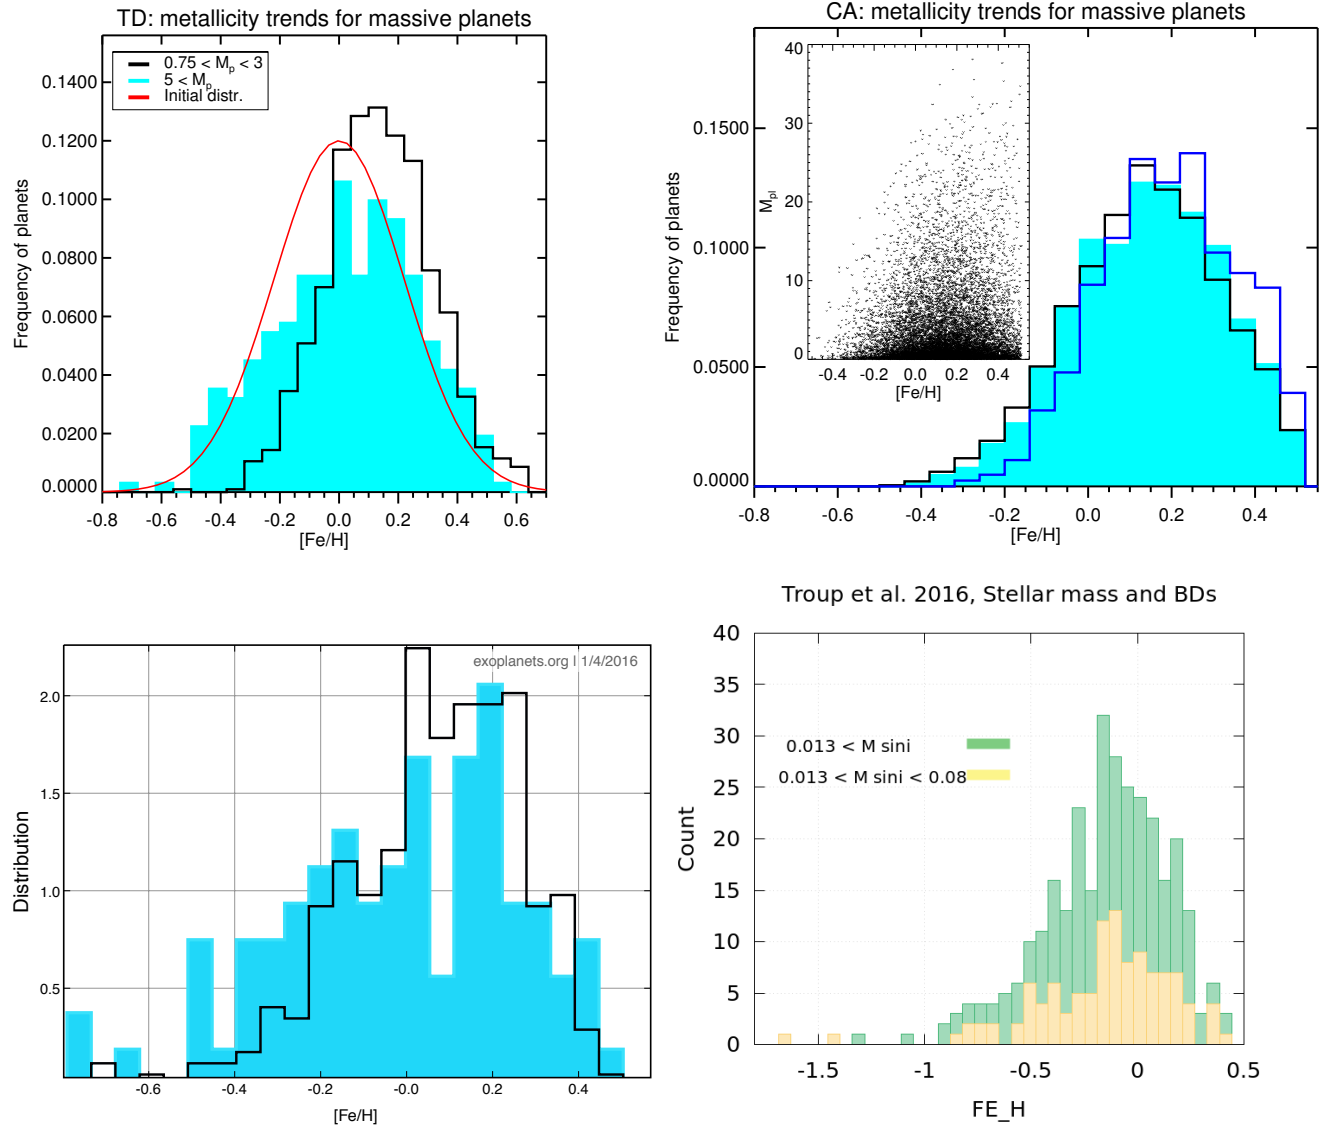 TD: metallicity trends for massive planets
0.75 < Mp < 3
5 < Mp
Initial distr.
Frequency of planets
0.1400
0.1200
0.1000
0.0800
0.0600
0.0400
0.0200
0.0000
-0.8 -0.6 -0.4 -0.2 0.0 0.2 0.4 0.6
[Fe/H]
CA: metallicity trends for massive planets
Frequency of planets
0.1500
0.1000
0.0500
0.0000
-0.8 -0.6 -0.4 -0.2 0.0 0.2 0.4
[Fe/H]
Mpl
40
30
20
10
0
-0.4 -0.2 0.0 0.2 0.4
[Fe/H]
exoplanets.org | 1/4/2016
Distribution
2.0
1.5
1.0
0.5
-0.6 -0.4 -0.2 -0.0 0.2 0.4
[Fe/H]
Troup et al. 2016, Stellar mass and BDs
0.013 < M sini
0.013 < M sini < 0.08
Count
40
35
30
25
20
15
10
5
0
-1.5 -1 -0.5 0 0.5
FE_H